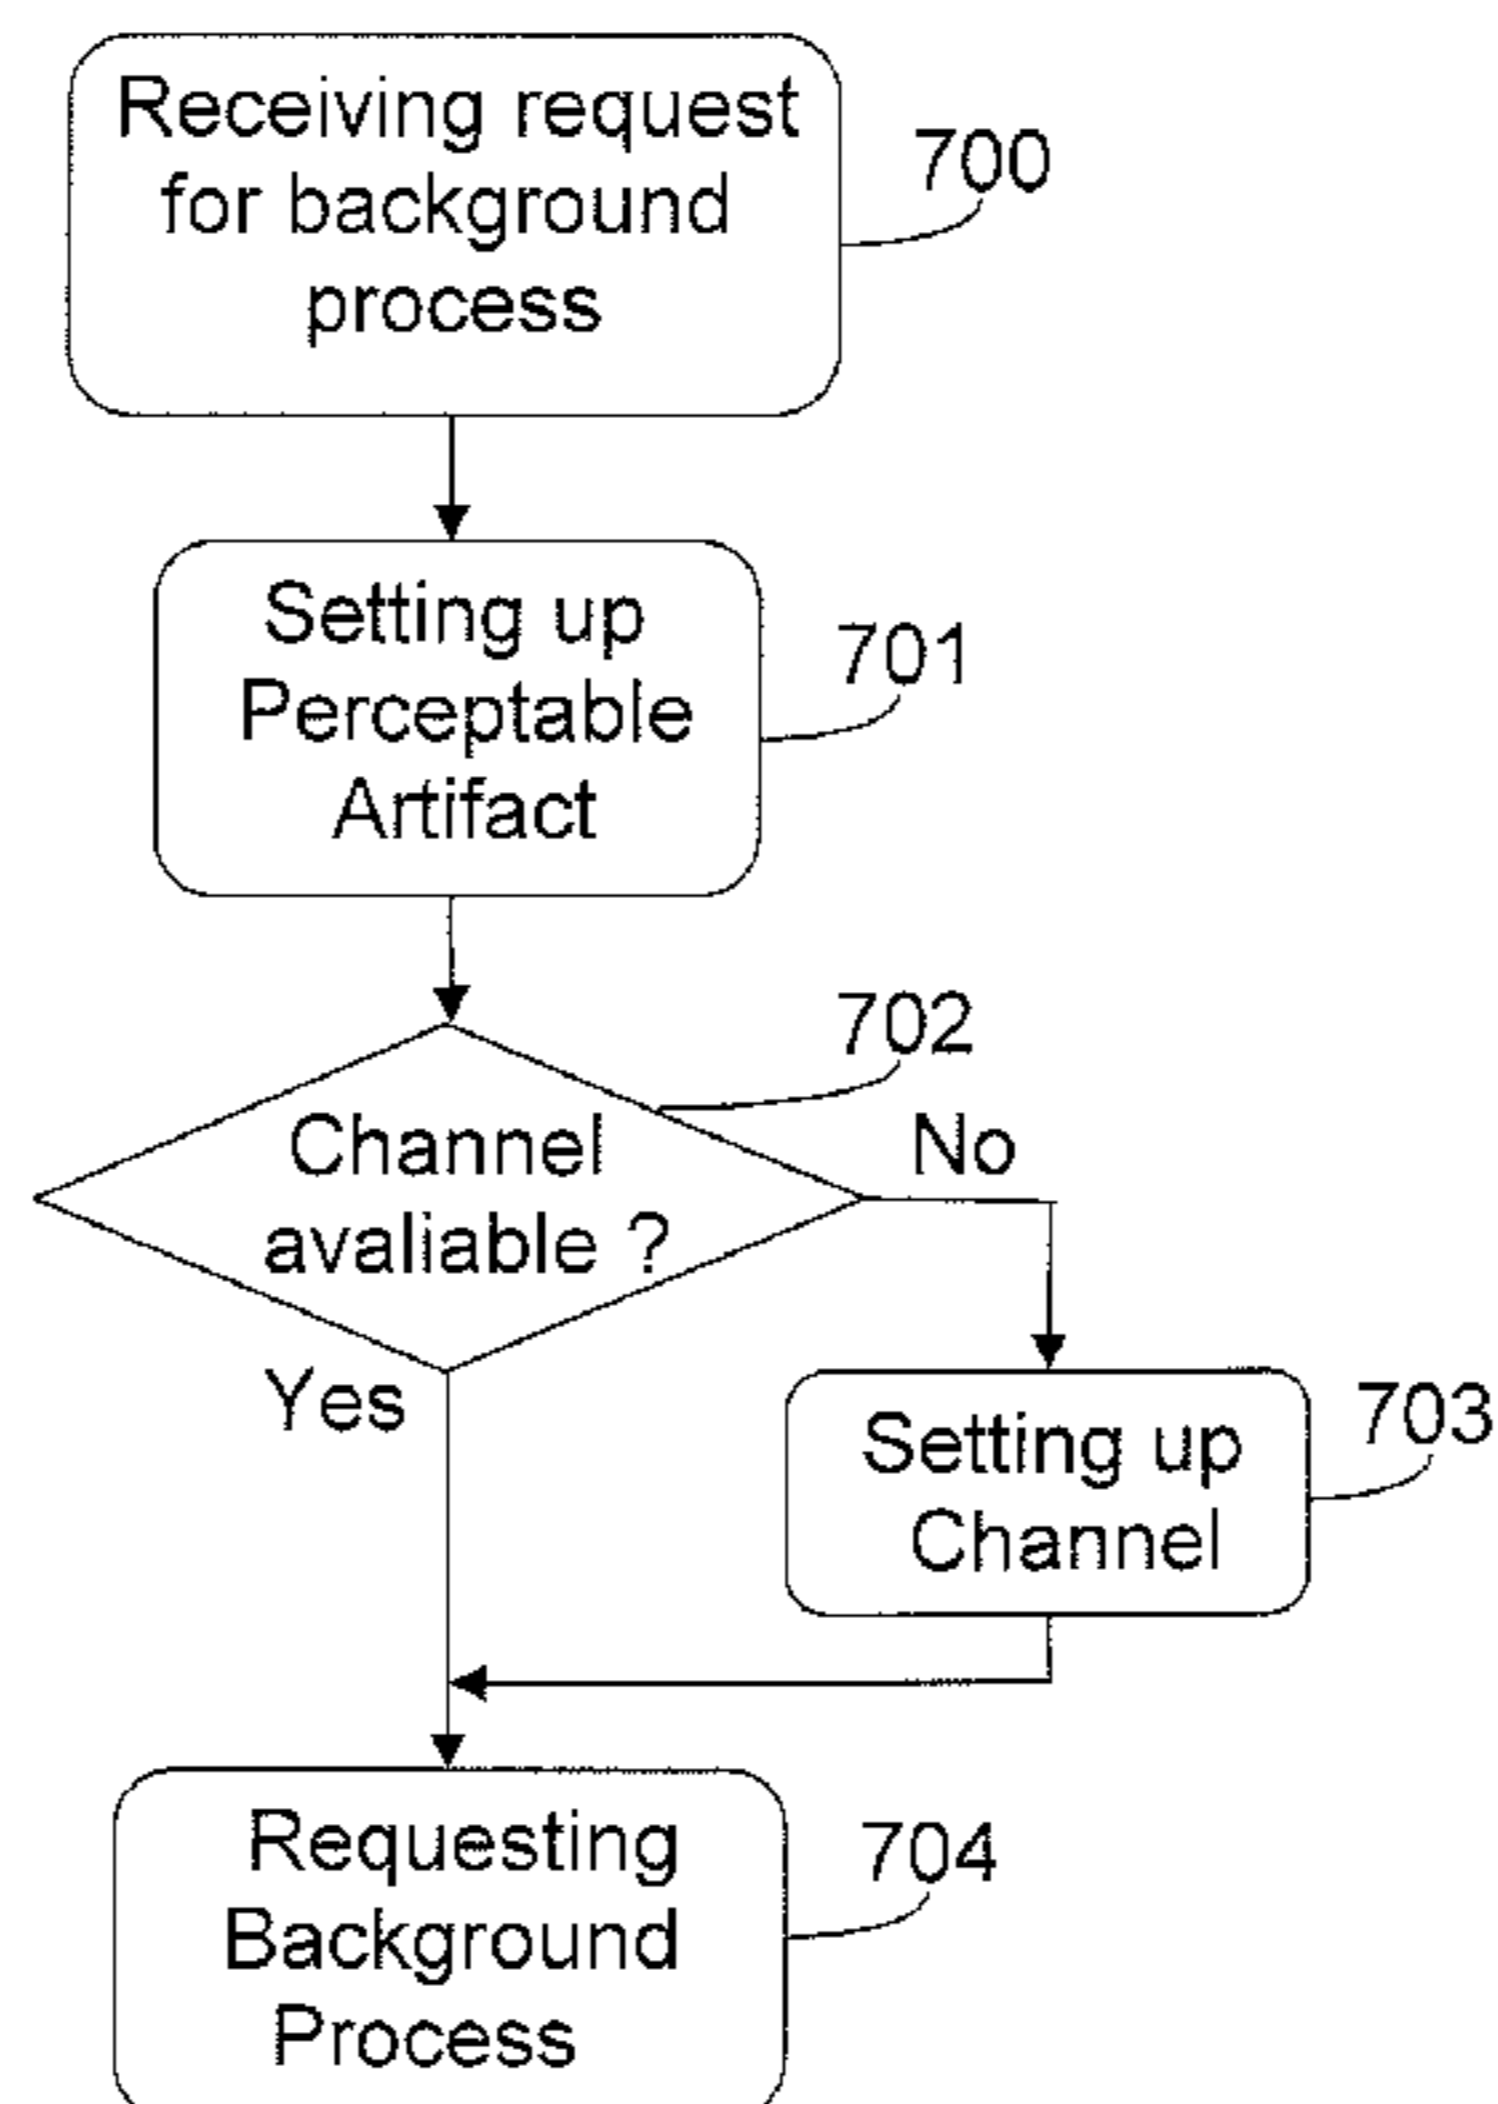 Receiving request
for background
process
700
Setting up
Perceptable
Artifact
701
702
Channel
avaliable ?
No
Yes
Setting up
Channel
703
Requesting
Background
Process
704